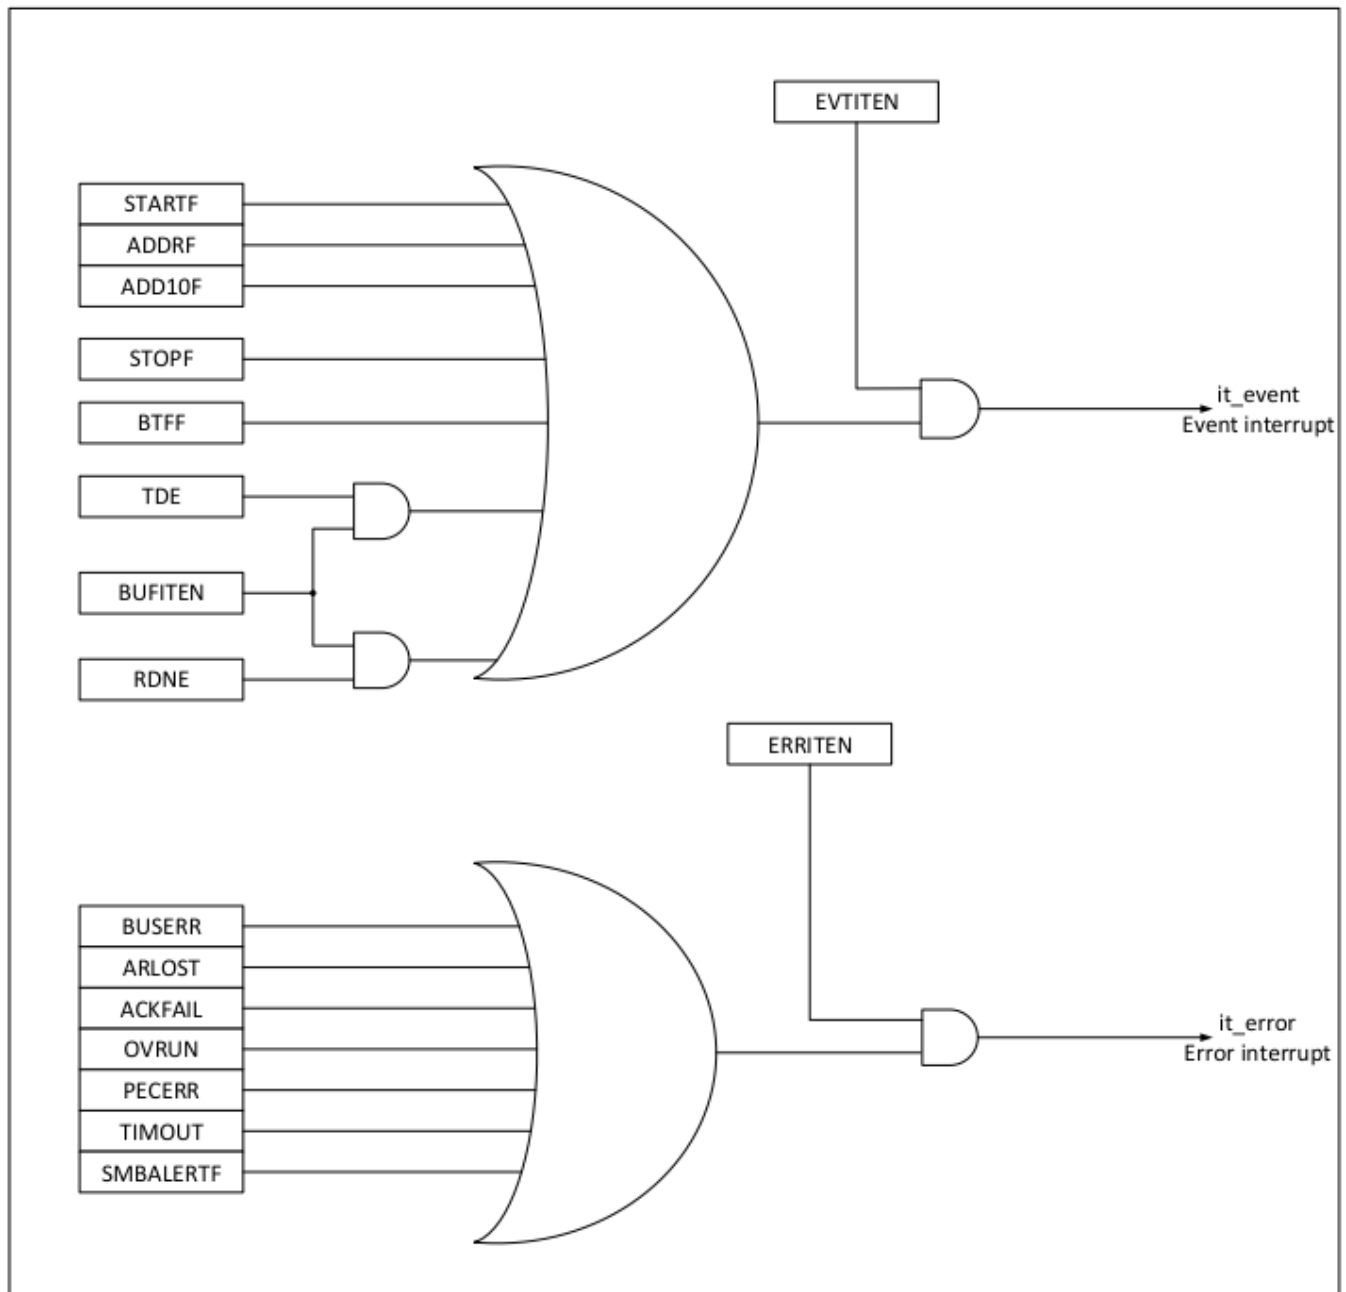 EVTITEN
STARTF
ADDRF
ADD10F
STOPF
BTFF
TDE
BUFITEN
RDNE
it_event
Event interrupt
ERRITEN
BUSERR
ARLOST
ACKFAIL
OVRUN
PECERR
TIMOUT
SMBALERTF
it_error
Error interrupt